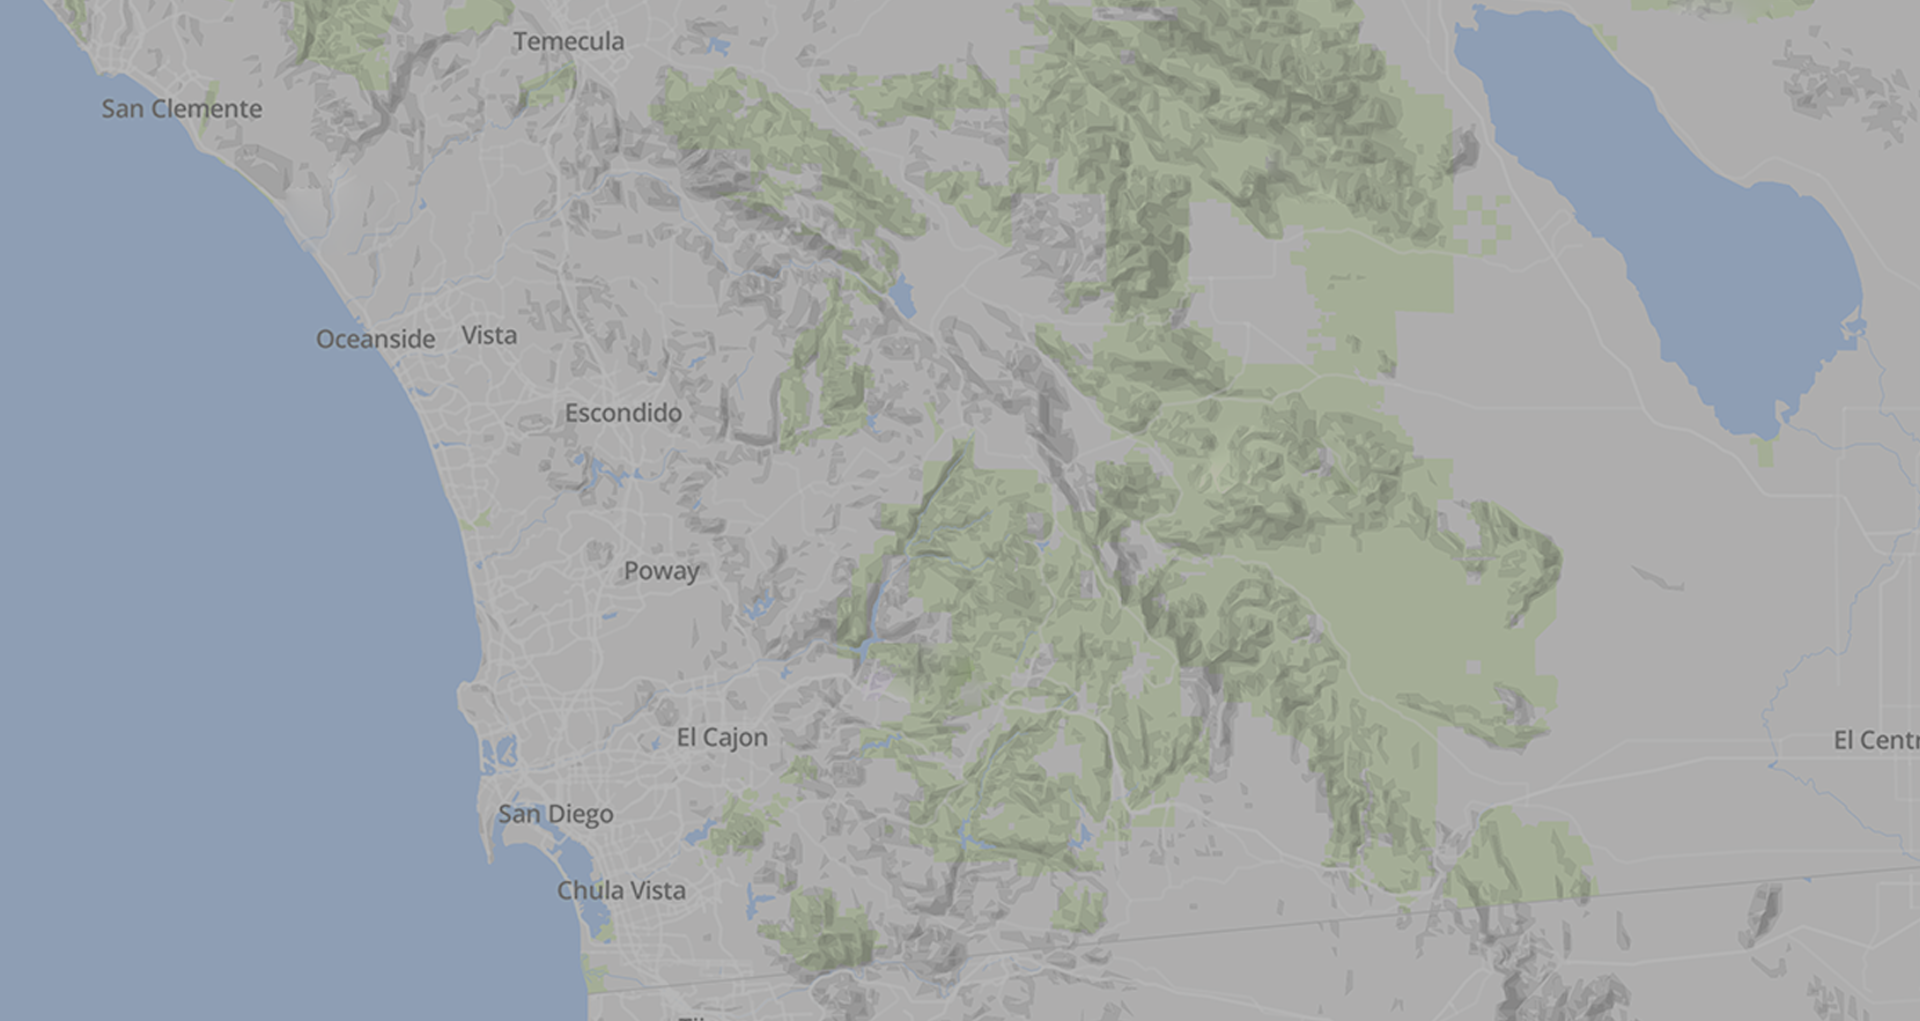 Temecula
San Clemente
Oceanside
Vista
Escondido
Poway
El Cajon
El Centr
San Diego
Chula Vista